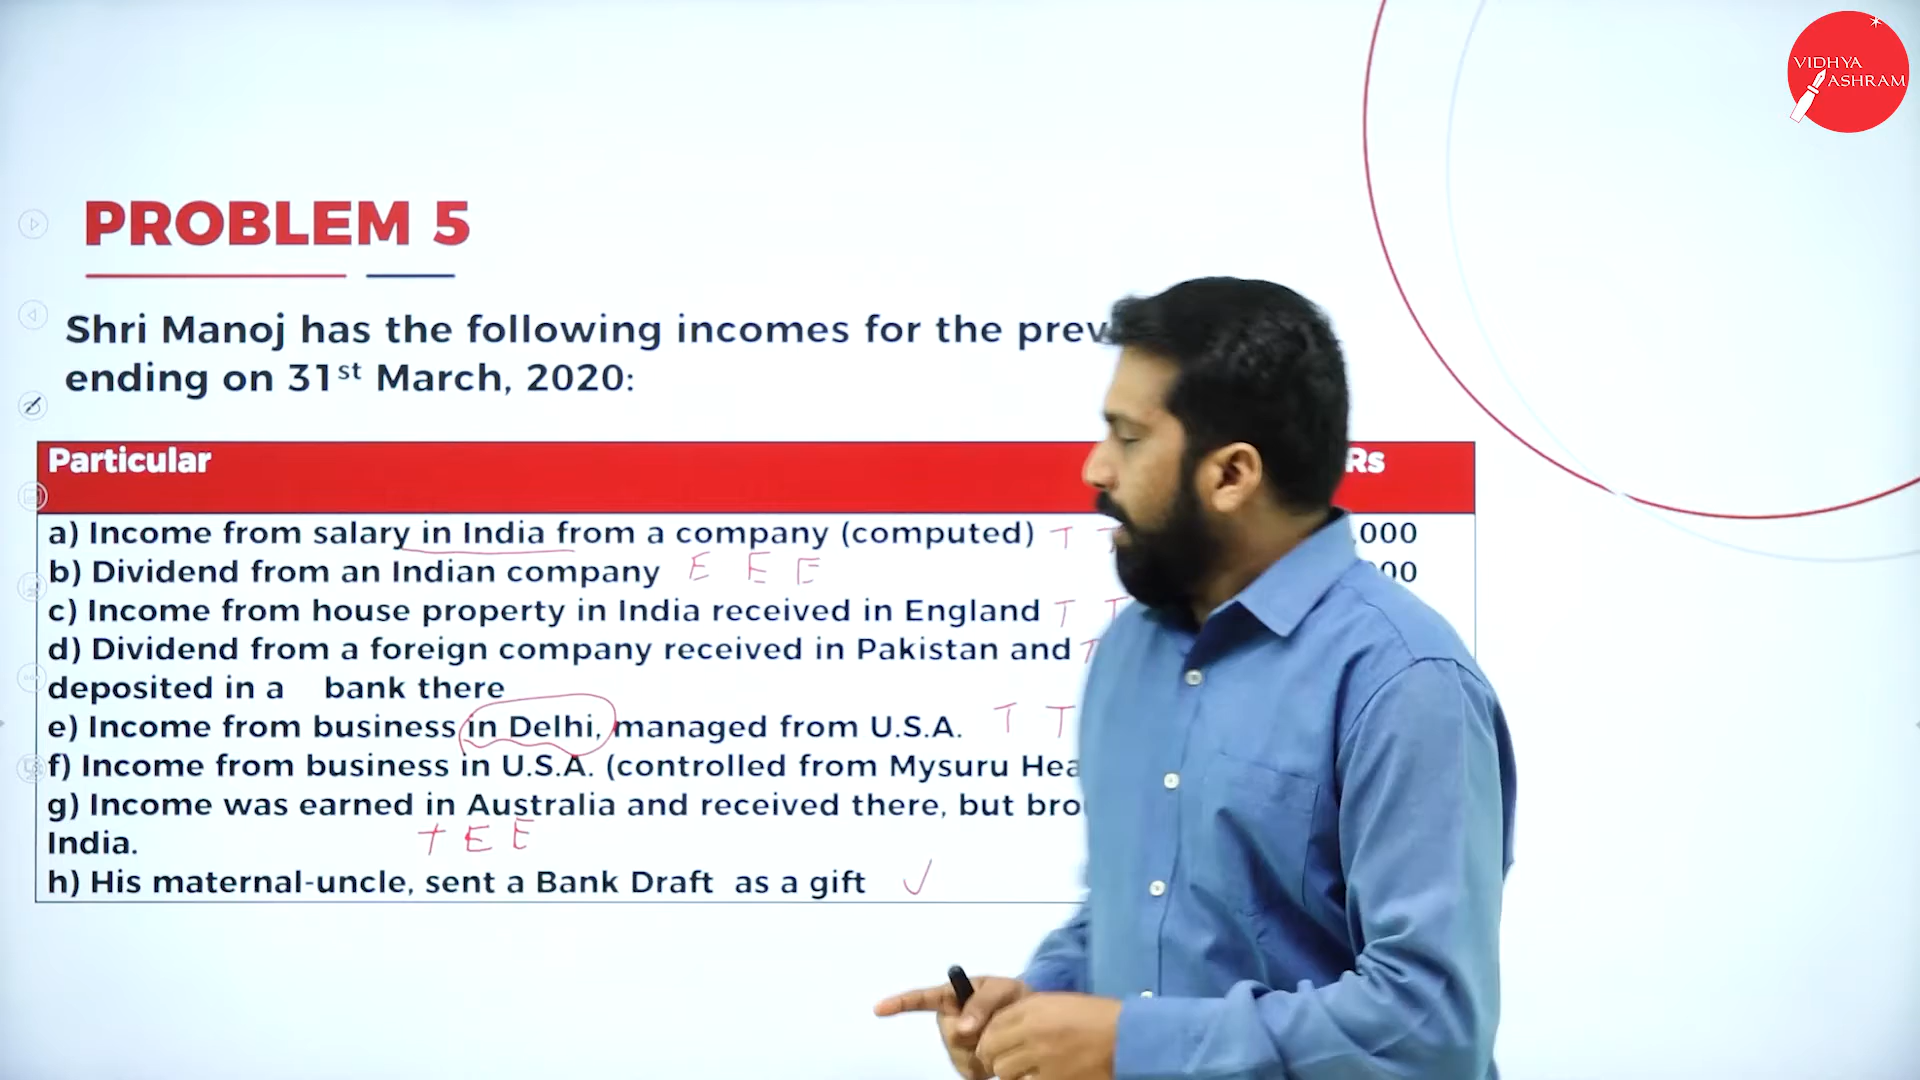 VIDHYA
ASHRAM
PROBLEM 5
Shri Manoj has the following incomes for the
ending on 31st March, 2020:
Particular Rs
a) Income from salary in India from a company (computed) T T ,000
b) Dividend from an Indian company E E E 00
c) Income from house property in India received in England T T
d) Dividend from a foreign company received in Pakistan and T
deposited in a bank there
e) Income from business in Delhi, managed from U.S.A. T T
f) Income from business in U.S.A. (controlled from Mysuru
g) Income was earned in Australia and received there, but
India. T E E
h) His maternal-uncle, sent a Bank Draft as a gift ✓